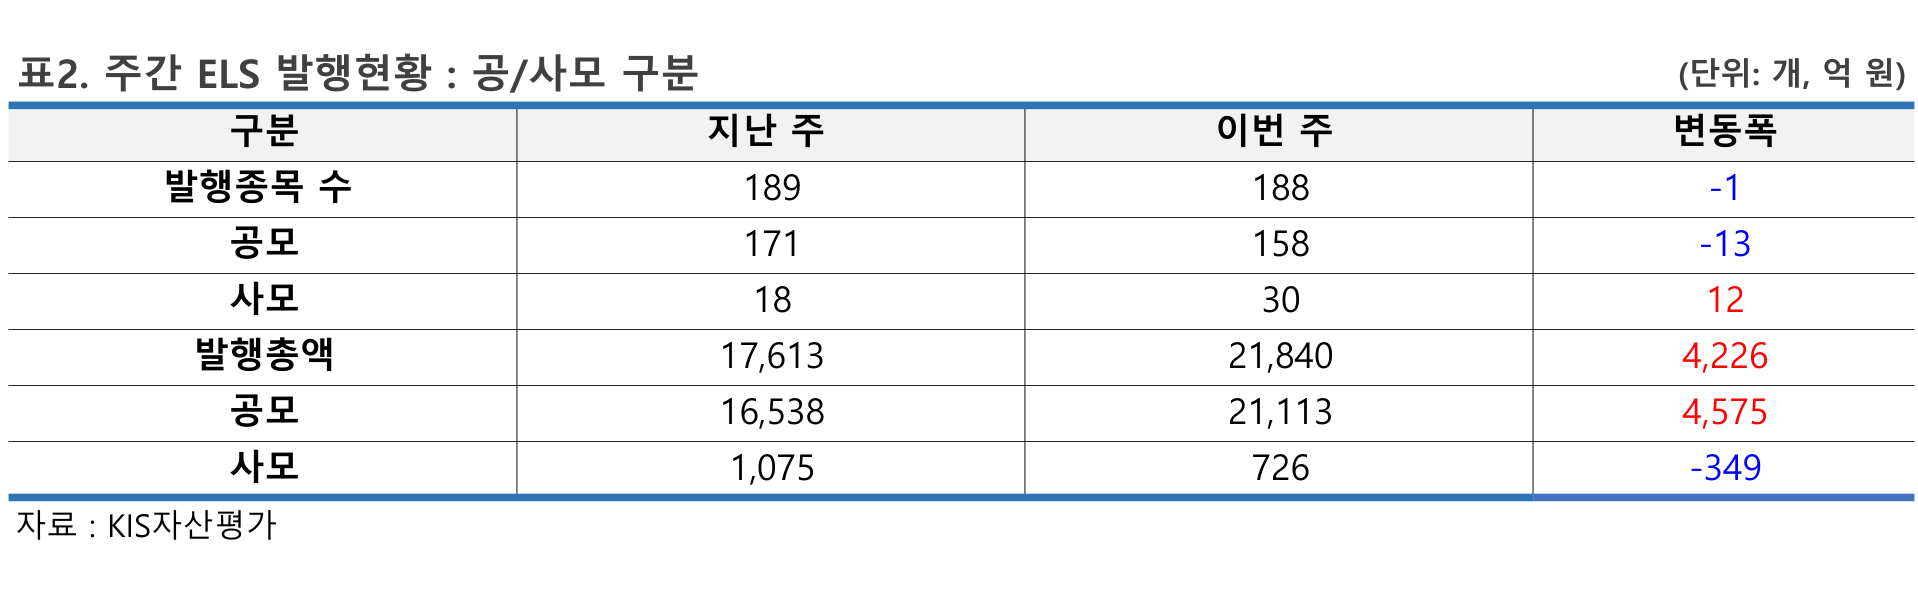 표2. 주간 ELS 발행현황 : 공/사모 구분 (단위: 개, 억 원)
구분 지난 주 이번 주 변동폭
발행종목 수 189 188 -1
공모 171 158 -13
사모 18 30 12
발행총액 17,613 21,840 4,226
공모 16,538 21,113 4,575
사모 1,075 726 -349
자료 : KIS자산평가